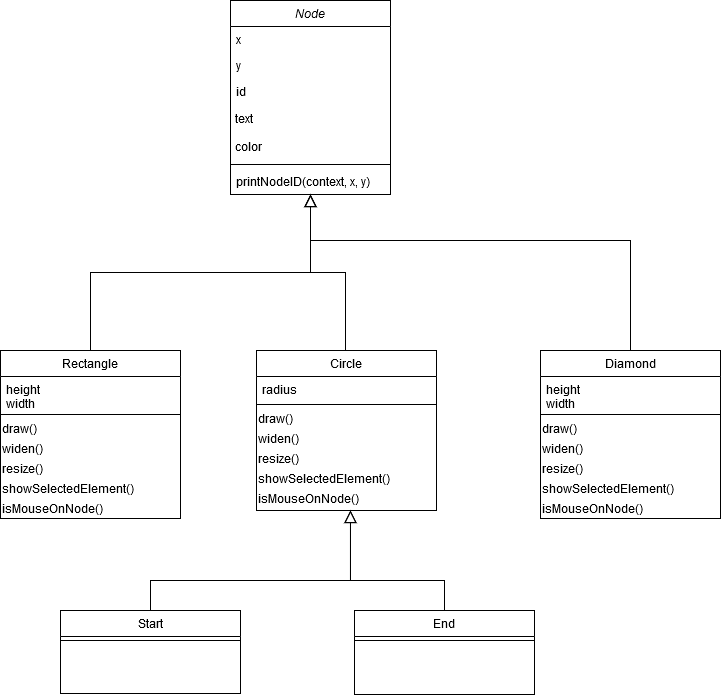 Node
x
y
id
text
color
printNodeID(context, x, y)
Rectangle
height
width
draw()
widen()
resize()
showSelectedElement()
isMouseOnNode()
Circle
radius
draw()
widen()
resize()
showSelectedElement()
isMouseOnNode()
Diamond
height
width
draw()
widen()
resize()
showSelectedElement()
isMouseOnNode()
Start
End